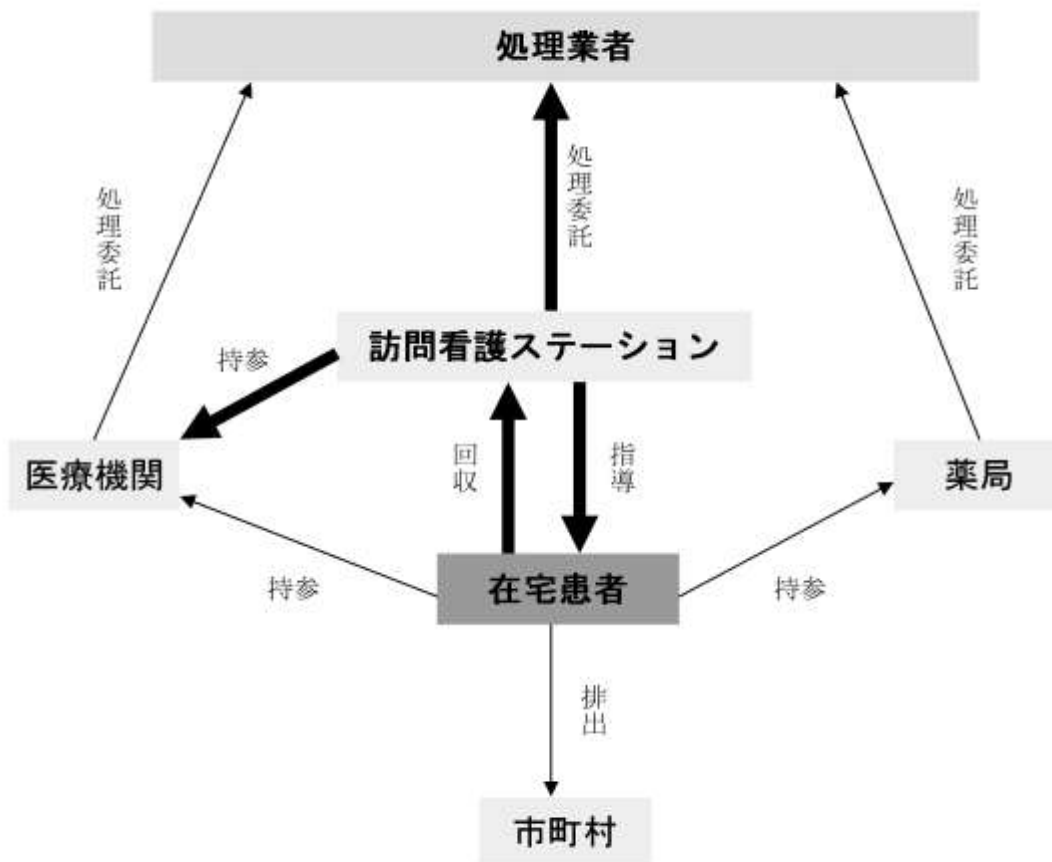 処理業者
処理委託
処理委託
処理委託
訪問看護ステーション
持参
医療機関
回収
指導
薬局
在宅患者
持参
持参
排出
市町村